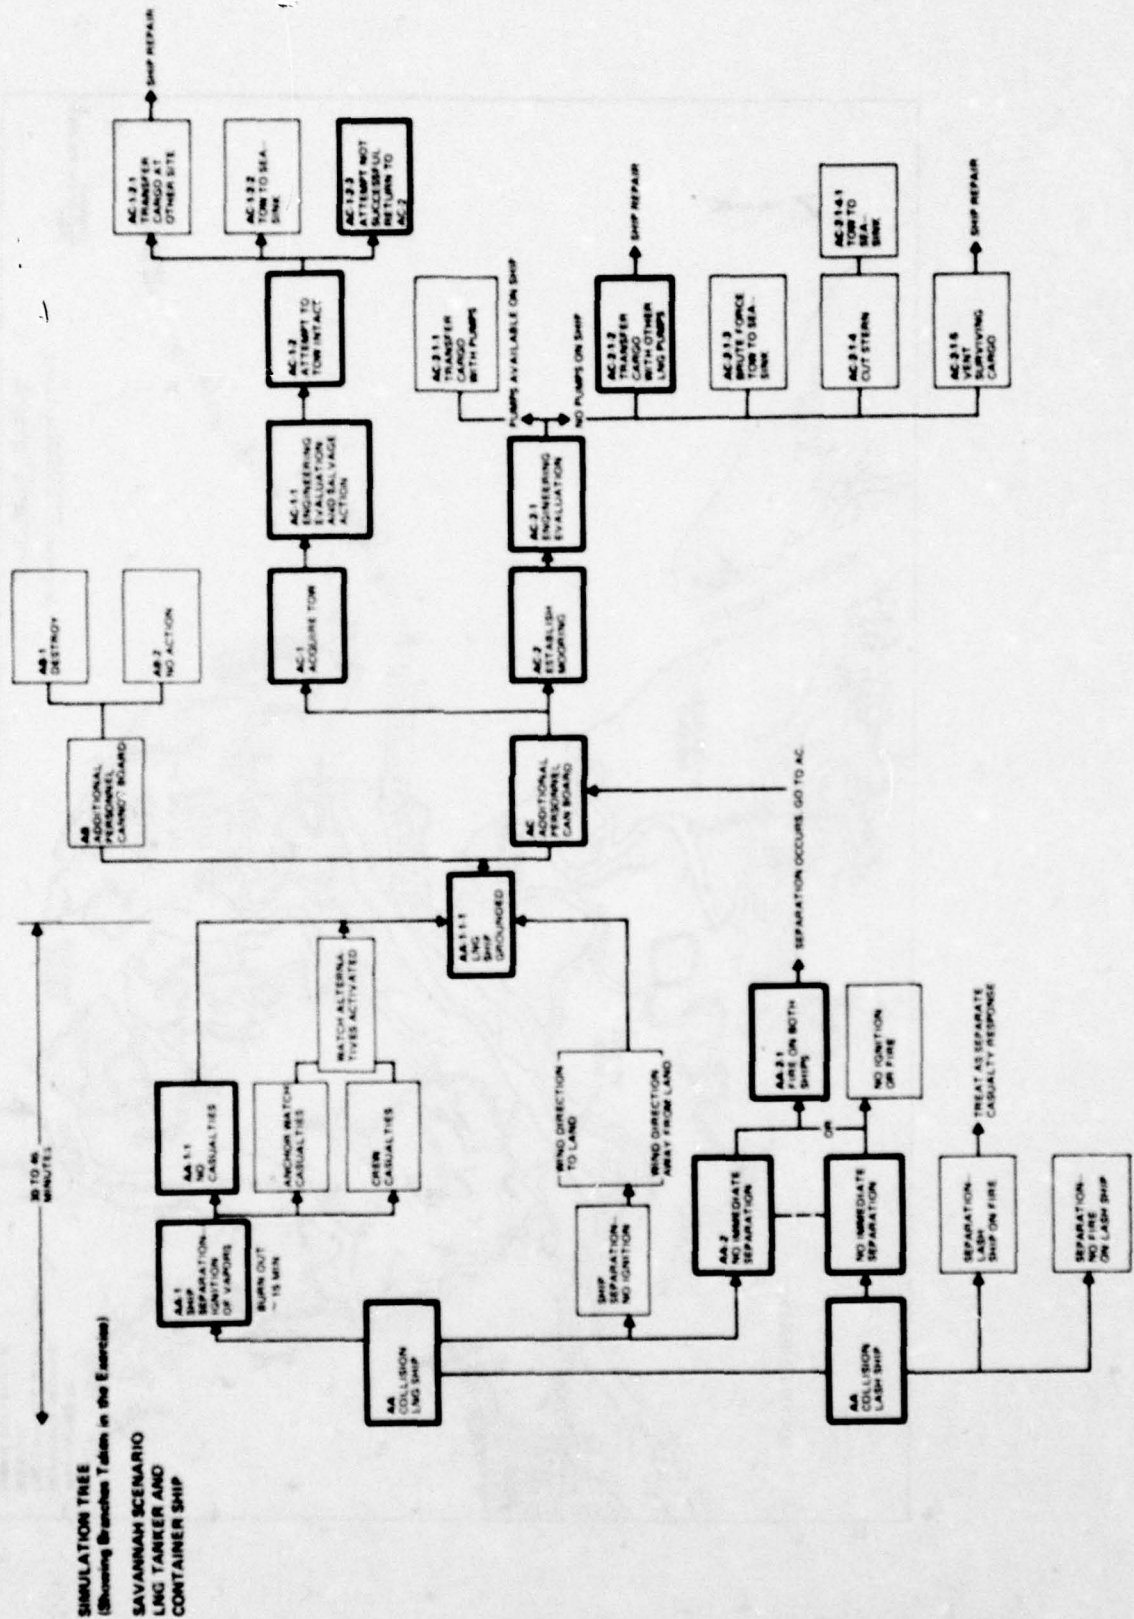 SIMULATION TREE
(Showing Branches Taken in the Exercise)
SAVANNAH SCENARIO
LNG TANKER AND
CONTAINER SHIP
30 TO 45
MINUTES
AA
COLLISION
LNG SHIP
AA
COLLISION
LASH SHIP
AA-1
SHIP
SEPARATION—
IGNITION
OF VAPORS
BURN OUT
~ 15 MIN
SHIP
SEPARATION—
NO IGNITION
AA-2
NO IMMEDIATE
SEPARATION
NO IMMEDIATE
SEPARATION
SEPARATION—
LASH
SHIP ON FIRE
SEPARATION—
NO FIRE
ON LASH SHIP
AA-1-1
NO
CASUALTIES
ANCHOR WATCH
CASUALTIES
CREW
CASUALTIES
WATCH ALTERNA-
TIVES ACTIVATED
WIND DIRECTION
TO LAND
WIND DIRECTION
AWAY FROM LAND
OR
AA-2-1
FIRE ON BOTH
SHIPS
NO IGNITION
OR FIRE
TREAT AS SEPARATE
CASUALTY RESPONSE
SEPARATION OCCURS, GO TO AC
AA-1-1-1
LNG
SHIP
GROUNDED
AB
ADDITIONAL
PERSONNEL
CANNOT BOARD
AC
ADDITIONAL
PERSONNEL
CAN BOARD
AB-1
DESTROY
AB-2
NO ACTION
AC-1
ACQUIRE TOW
AC-2
ESTABLISH
MOORING
AC-1-1
ENGINEERING
EVALUATION
AND SALVAGE
ACTION
AC-2-1
ENGINEERING
EVALUATION
AC-1-2
ATTEMPT TO
TOW INTACT
PUMPS AVAILABLE ON SHIP
NO PUMPS ON SHIP
AC-1-2-1
TRANSFER
CARGO AT
OTHER SITE
SHIP REPAIR
AC-1-2-2
TOW TO SEA—
SINK
AC-1-2-3
ATTEMPT NOT
SUCCESSFUL
RETURN TO
AC-2
AC-2-1-1
TRANSFER
CARGO
WITH PUMPS
AC-2-1-2
TRANSFER
CARGO
WITH OTHER
LNG PUMPS
SHIP REPAIR
AC-2-1-3
BRUTE FORCE
TOW TO SEA—
SINK
AC-2-1-4
CUT STERN
AC-2-1-4-1
TOW TO
SEA—
SINK
AC-2-1-5
VENT
SURVIVING
CARGO
SHIP REPAIR